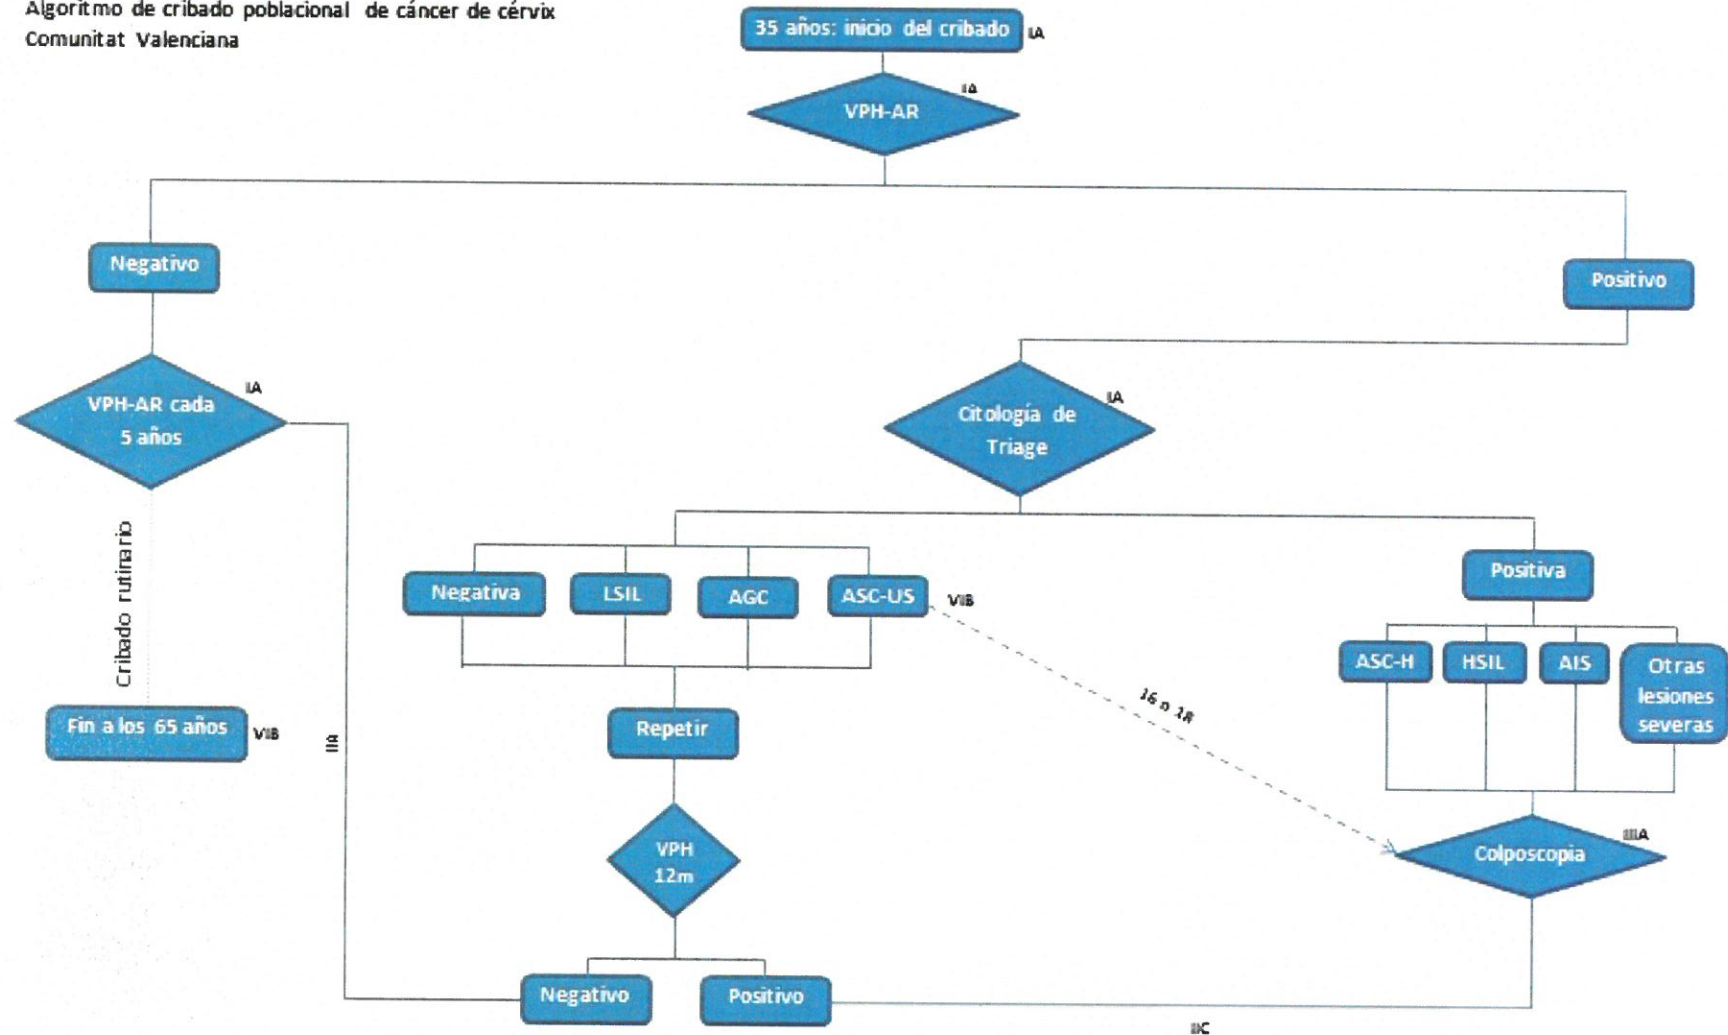 Algoritmo de cribado poblacional de cáncer de cérvix
Comunitat Valenciana
35 años: inicio del cribado
IA
IA
VPH-AR
Negativo
Positivo
IA
VPH-AR cada
5 años
IA
Citología de
Triage
Cribado rutinario
Negativa
LSIL
AGC
ASC-US
VIB
Positiva
ASC-H
HSIL
AIS
Otras
lesiones
severas
Fin a los 65 años
VIB
IIA
Repetir
16 o 18
VPH
12m
IIIA
Colposcopia
Negativo
Positivo
IIC